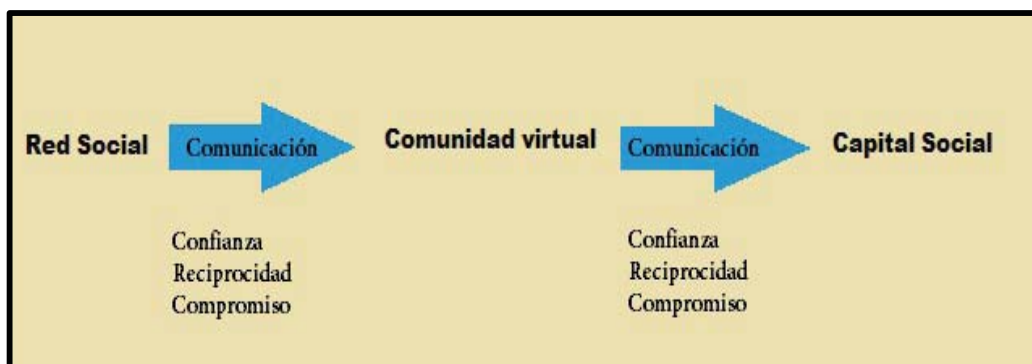 Red Social
Comunicación
Comunidad virtual
Comunicación
Capital Social
Confianza
Reciprocidad
Compromiso
Confianza
Reciprocidad
Compromiso